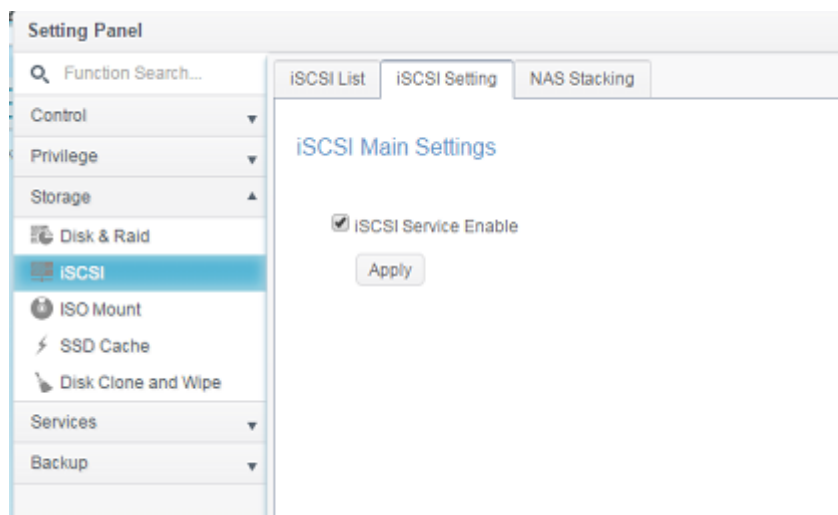 Setting Panel
Function Search...
Control
Privilege
Storage
Disk & Raid
iSCSI
ISO Mount
SSD Cache
Disk Clone and Wipe
Services
Backup
iSCSI List
iSCSI Setting
NAS Stacking
iSCSI Main Settings
iSCSI Service Enable
Apply